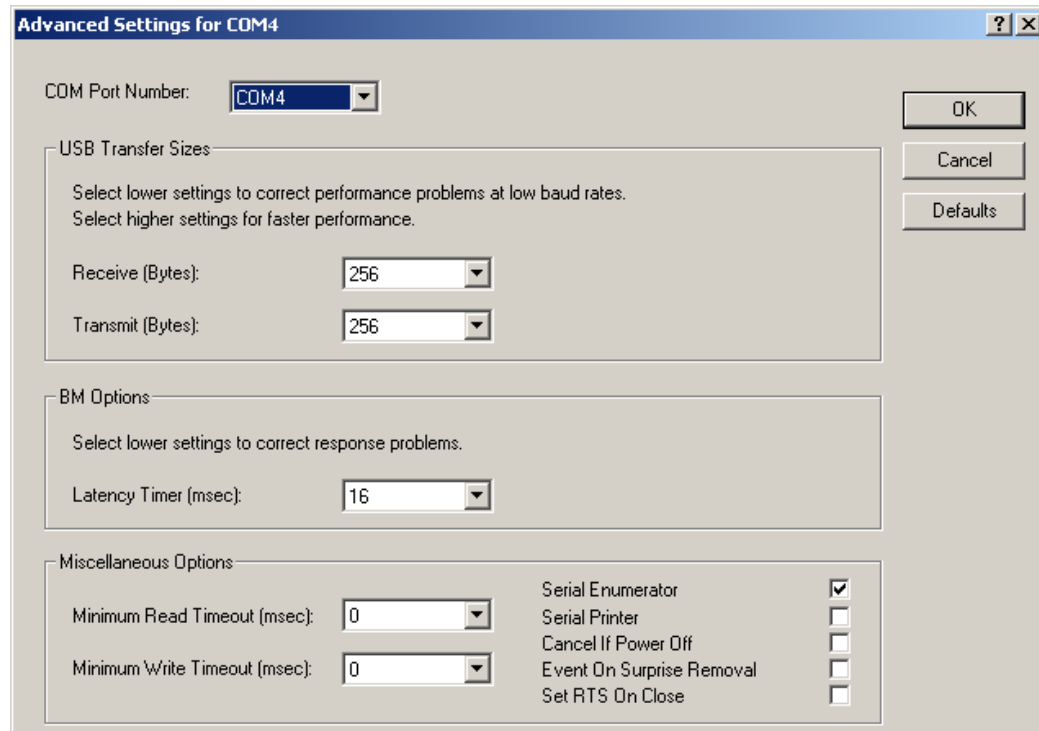 Advanced Settings for COM4
COM Port Number: COM4
OK
Cancel
Defaults
USB Transfer Sizes
Select lower settings to correct performance problems at low baud rates.
Select higher settings for faster performance.
Receive (Bytes): 256
Transmit (Bytes): 256
BM Options
Select lower settings to correct response problems.
Latency Timer (msec): 16
Miscellaneous Options
Minimum Read Timeout (msec): 0
Minimum Write Timeout (msec): 0
Serial Enumerator
Serial Printer
Cancel If Power Off
Event On Surprise Removal
Set RTS On Close